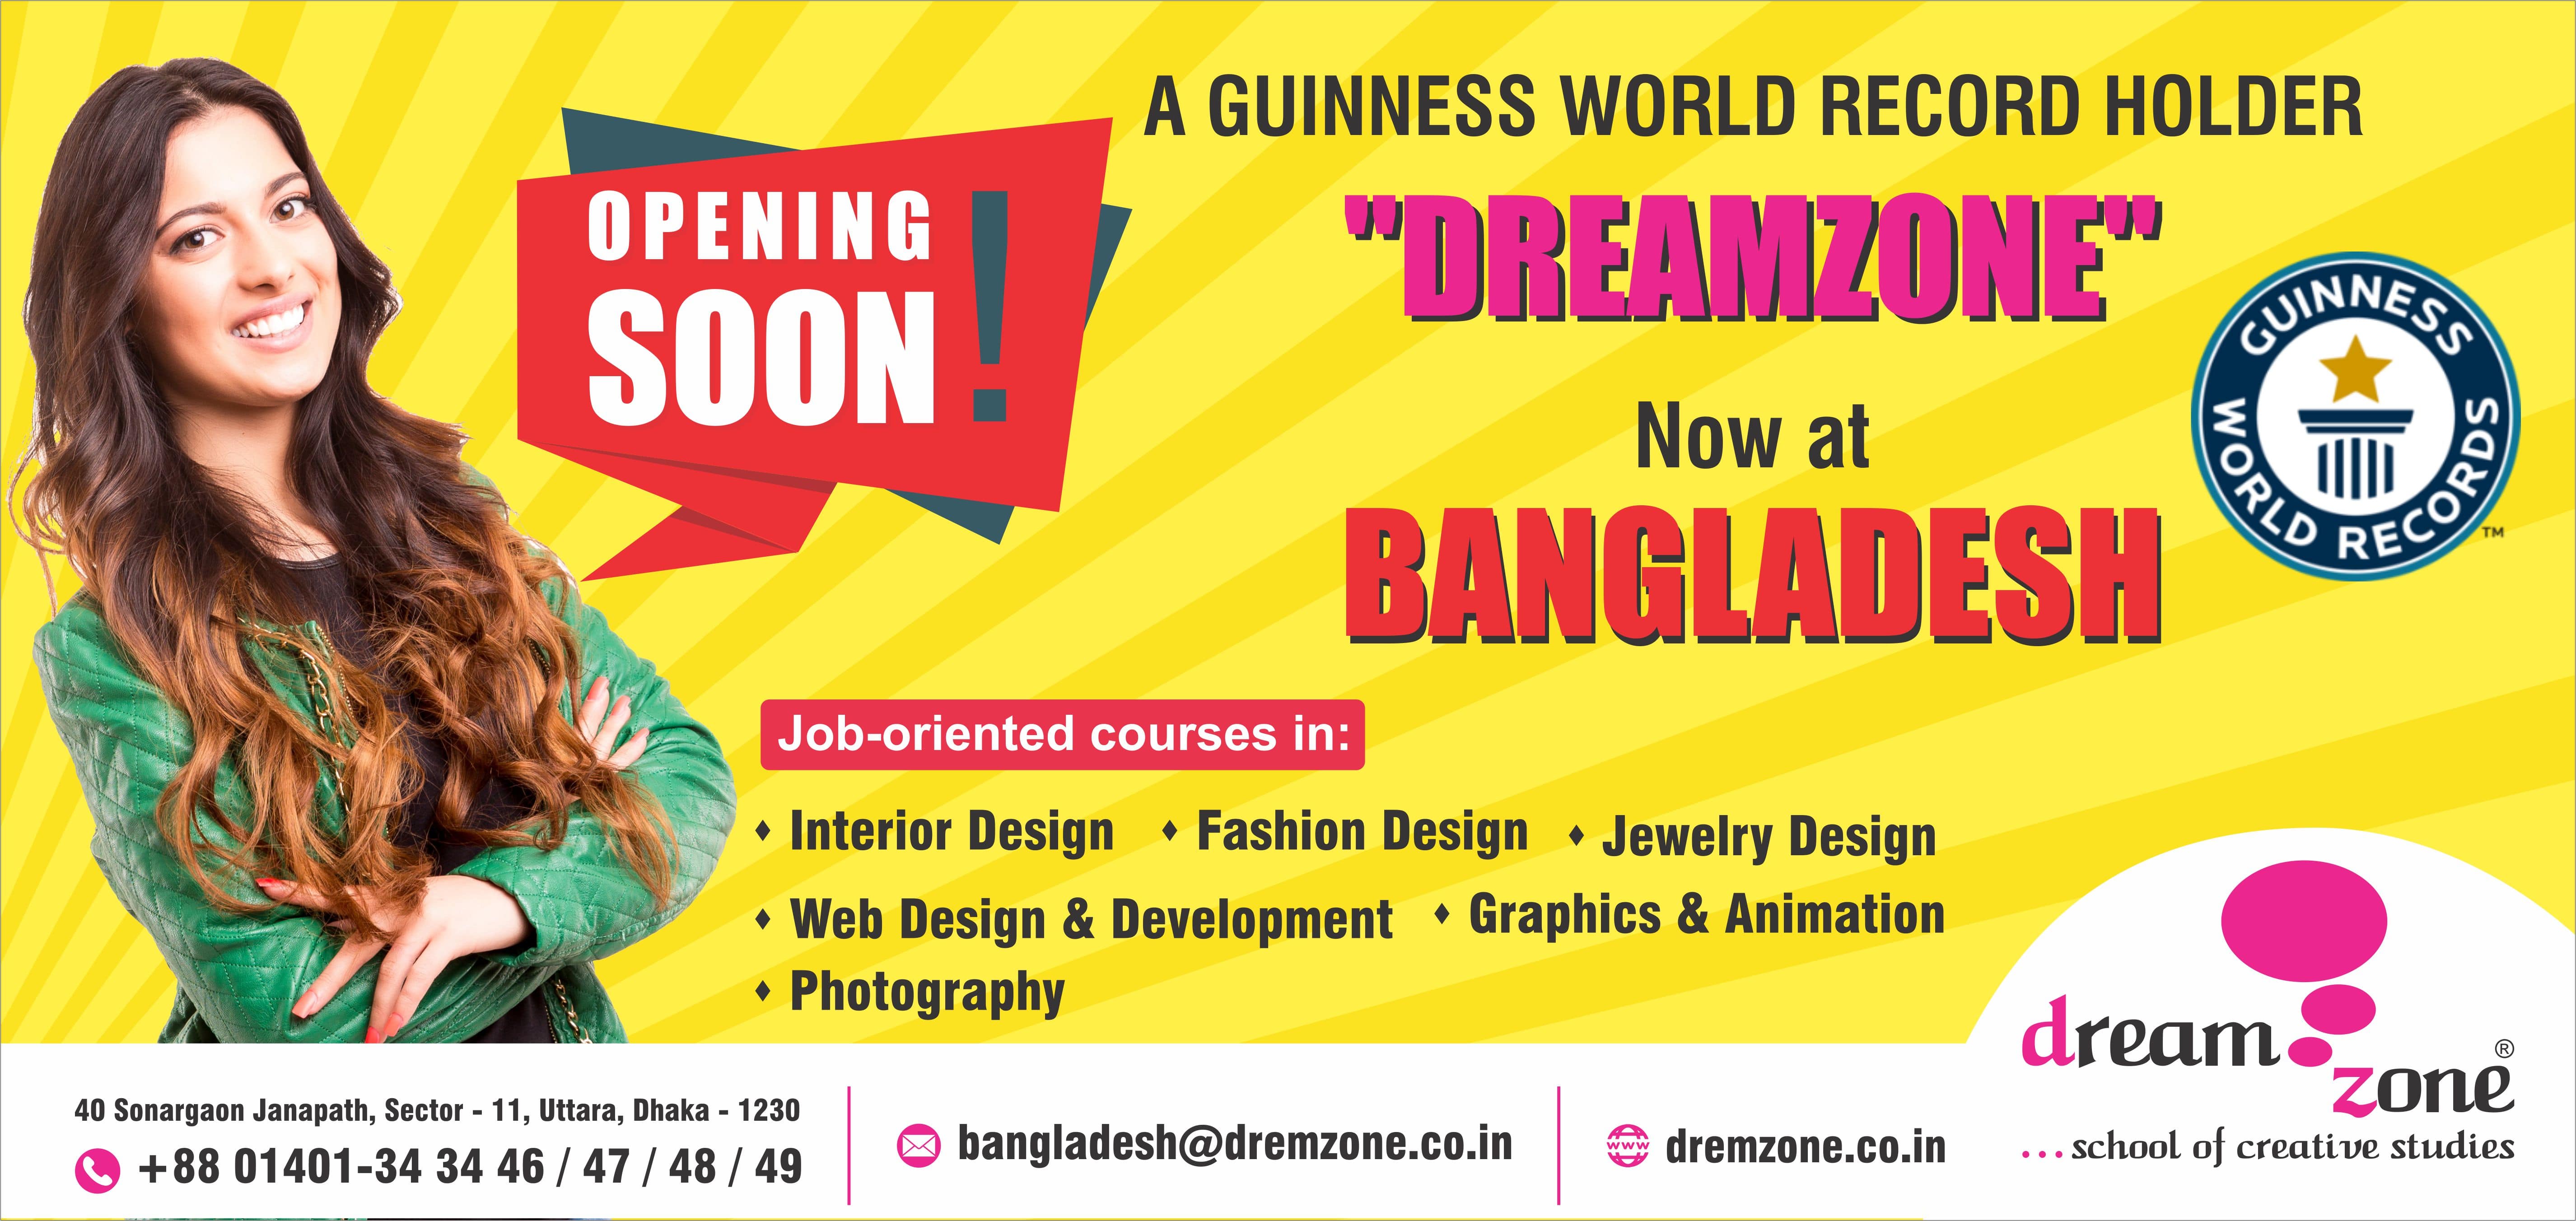 A GUINNESS WORLD RECORD HOLDER
OPENING
SOON!
"DREAMZONE"
Now at
BANGLADESH
GUINNESS
WORLD RECORDS
TM
Job-oriented courses in:
♦ Interior Design ♦ Fashion Design ♦ Jewelry Design
♦ Web Design & Development ♦ Graphics & Animation
♦ Photography
40 Sonargaon Janapath, Sector - 11, Uttara, Dhaka - 1230
+88 01401-34 34 46 / 47 / 48 / 49
bangladesh@dremzone.co.in
www
dremzone.co.in
dream
zone®
...school of creative studies